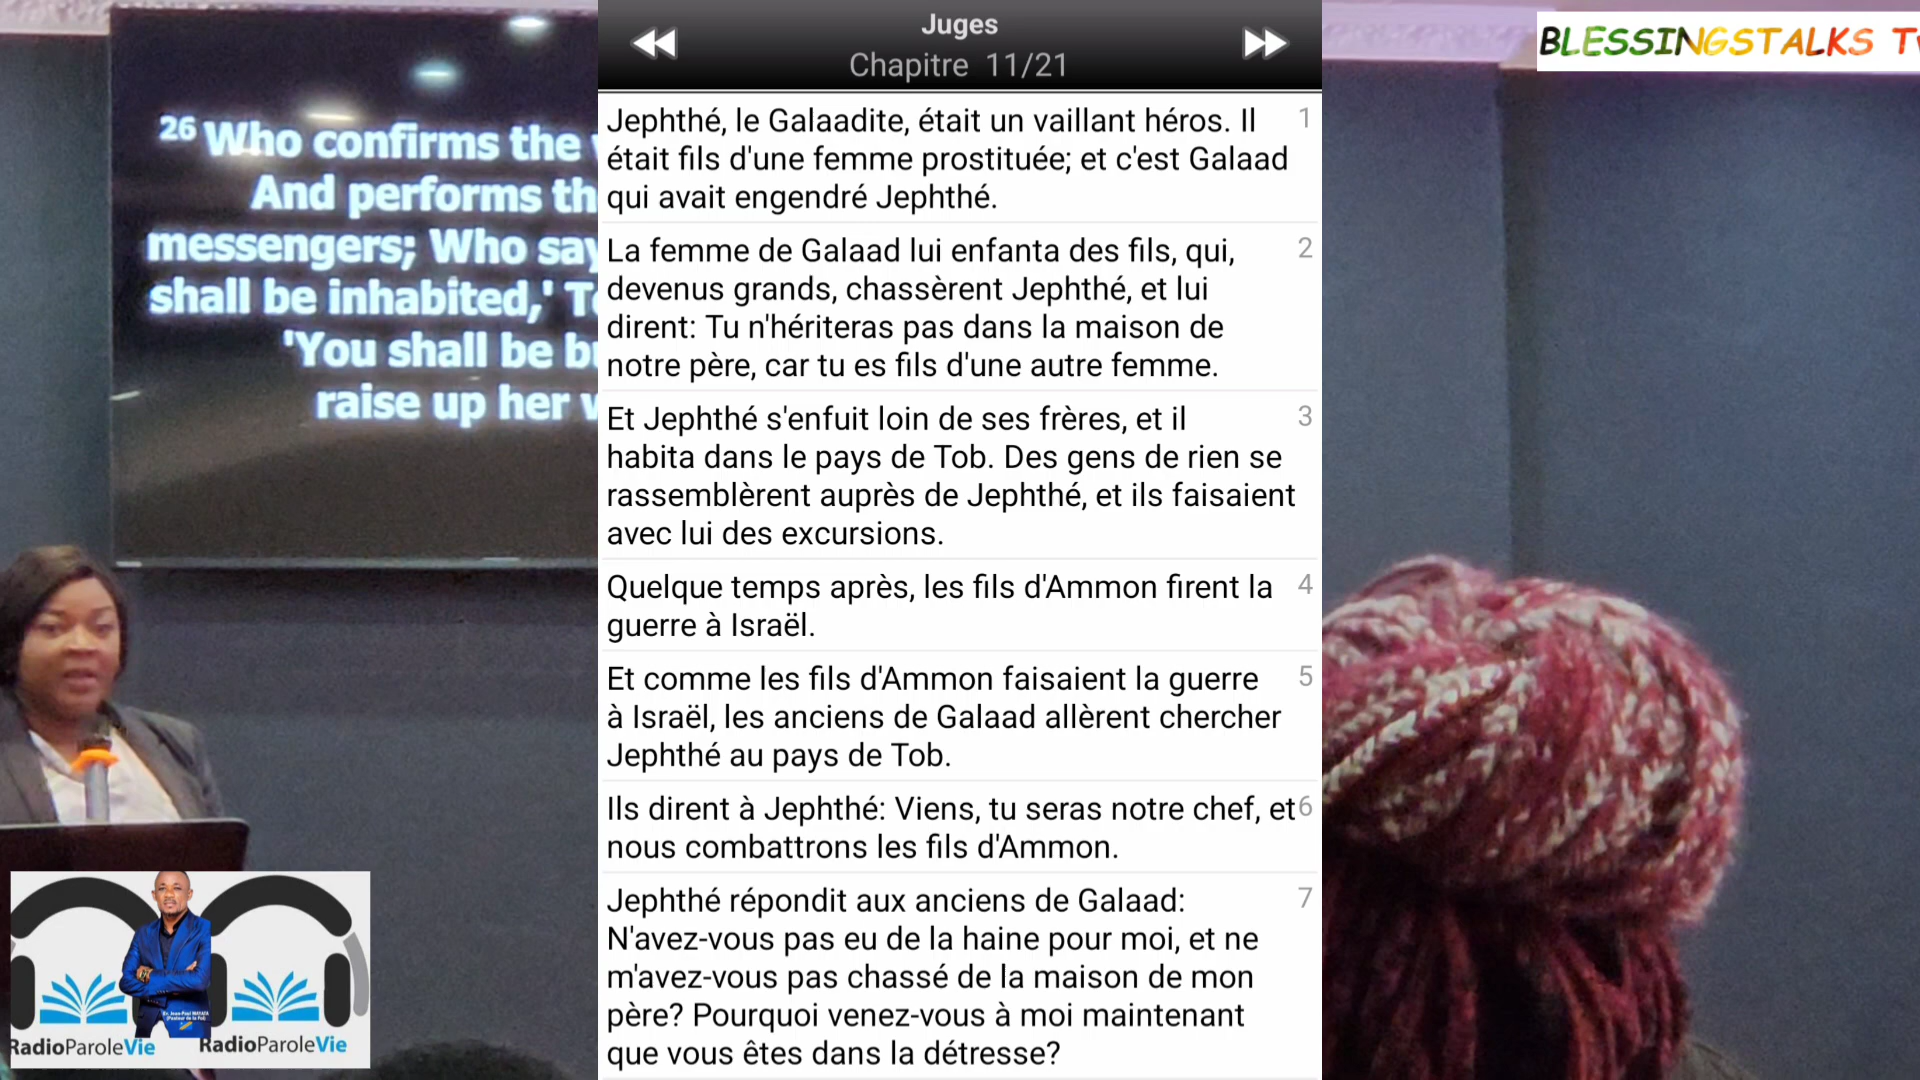 26 Who confirms the
And performs th
messengers; Who say
shall be inhabited,'
'You shall be
raise up her
Juges
Chapitre 11/21
Jephthé, le Galaadite, était un vaillant héros. Il 1
était fils d'une femme prostituée; et c'est Galaad
qui avait engendré Jephthé.
La femme de Galaad lui enfanta des fils, qui, 2
devenus grands, chassèrent Jephthé, et lui
dirent: Tu n'hériteras pas dans la maison de
notre père, car tu es fils d'une autre femme.
Et Jephthé s'enfuit loin de ses frères, et il 3
habita dans le pays de Tob. Des gens de rien se
rassemblèrent auprès de Jephthé, et ils faisaient
avec lui des excursions.
Quelque temps après, les fils d'Ammon firent la 4
guerre à Israël.
Et comme les fils d'Ammon faisaient la guerre 5
à Israël, les anciens de Galaad allèrent chercher
Jephthé au pays de Tob.
Ils dirent à Jephthé: Viens, tu seras notre chef, et 6
nous combattrons les fils d'Ammon.
Jephthé répondit aux anciens de Galaad: 7
N'avez-vous pas eu de la haine pour moi, et ne
m'avez-vous pas chassé de la maison de mon
père? Pourquoi venez-vous à moi maintenant
que vous êtes dans la détresse?
BLESSINGSTALKS
RadioParoleVie
RadioParoleVie